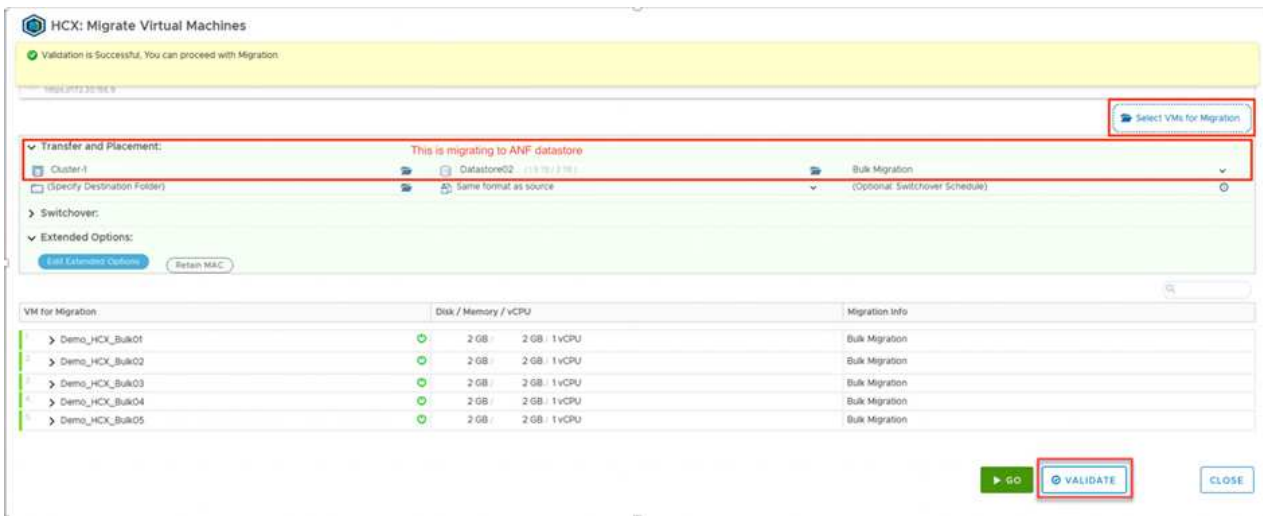 HCX: Migrate Virtual Machines
Validation is Successful, You can proceed with Migration
Select VMs for Migration
Transfer and Placement:
This is migrating to ANF datastore
Cluster-1 Datastore02 Bulk Migration
(Specify Destination Folder) Same format as source (Optional: Switchover Schedule)
Switchover:
Extended Options:
Edit Extended Options Retain MAC
VM for Migration Disk / Memory / vCPU Migration Info
1 Demo_HCX_Bulk01 2 GB / 2 GB / 1 vCPU Bulk Migration
2 Demo_HCX_Bulk02 2 GB / 2 GB / 1 vCPU Bulk Migration
3 Demo_HCX_Bulk03 2 GB / 2 GB / 1 vCPU Bulk Migration
4 Demo_HCX_Bulk04 2 GB / 2 GB / 1 vCPU Bulk Migration
5 Demo_HCX_Bulk05 2 GB / 2 GB / 1 vCPU Bulk Migration
GO VALIDATE CLOSE